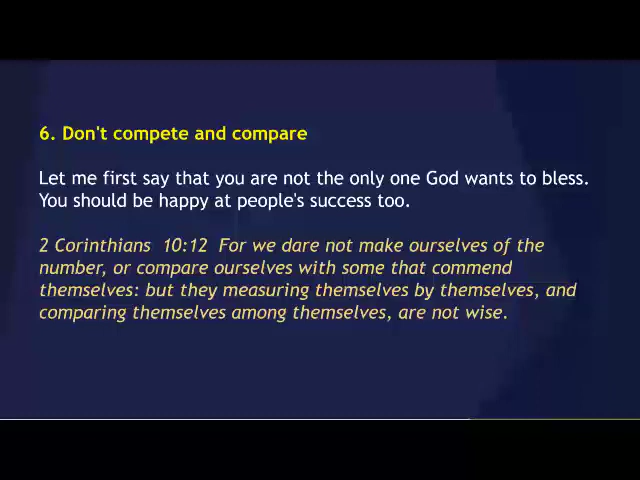 6. Don't compete and compare
Let me first say that you are not the only one God wants to bless.
You should be happy at people's success too.
2 Corinthians 10:12 For we dare not make ourselves of the
number, or compare ourselves with some that commend
themselves: but they measuring themselves by themselves, and
comparing themselves among themselves, are not wise.